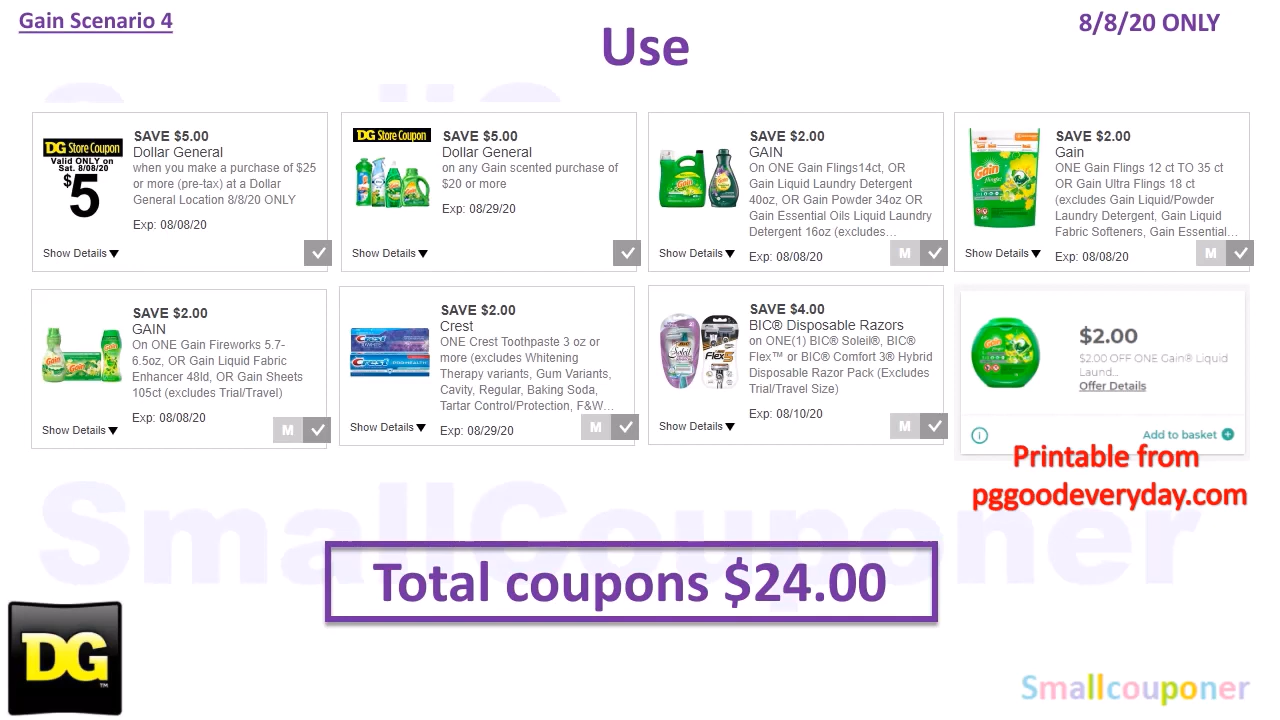 Gain Scenario 4
8/8/20 ONLY
Use
DG Store Coupon
Valid ONLY on
Sat. 8/08/20
$5
SAVE $5.00
Dollar General
when you make a purchase of $25
or more (pre-tax) at a Dollar
General Location 8/8/20 ONLY
Exp: 08/08/20
Show Details
DG Store Coupon
SAVE $5.00
Dollar General
on any Gain scented purchase of
$20 or more
Exp: 08/29/20
Show Details
SAVE $2.00
GAIN
On ONE Gain Flings14ct, OR
Gain Liquid Laundry Detergent
40oz, OR Gain Powder 34oz OR
Gain Essential Oils Liquid Laundry
Detergent 16oz (excludes…
Exp: 08/08/20
Show Details
M
SAVE $2.00
Gain
ONE Gain Flings 12 ct TO 35 ct
OR Gain Ultra Flings 18 ct
(excludes Gain Liquid/Powder
Laundry Detergent, Gain Liquid
Fabric Softeners, Gain Essential…
Exp: 08/08/20
Show Details
M
SAVE $2.00
GAIN
On ONE Gain Fireworks 5.7-
6.5oz, OR Gain Liquid Fabric
Enhancer 48ld, OR Gain Sheets
105ct (excludes Trial/Travel)
Exp: 08/08/20
Show Details
M
SAVE $2.00
Crest
ONE Crest Toothpaste 3 oz or
more (excludes Whitening
Therapy variants, Gum Variants,
Cavity, Regular, Baking Soda,
Tartar Control/Protection, F&W…
Exp: 08/29/20
Show Details
M
SAVE $4.00
BIC® Disposable Razors
on ONE(1) BIC® Soleil®, BIC®
Flex™ or BIC® Comfort 3® Hybrid
Disposable Razor Pack (Excludes
Trial/Travel Size)
Exp: 08/10/20
Show Details
M
$2.00
$2.00 OFF ONE Gain® Liquid
Laund...
Offer Details
Add to basket
Printable from
pggoodeveryday.com
SmallCouponer
Total coupons $24.00
DG
Smallcouponer